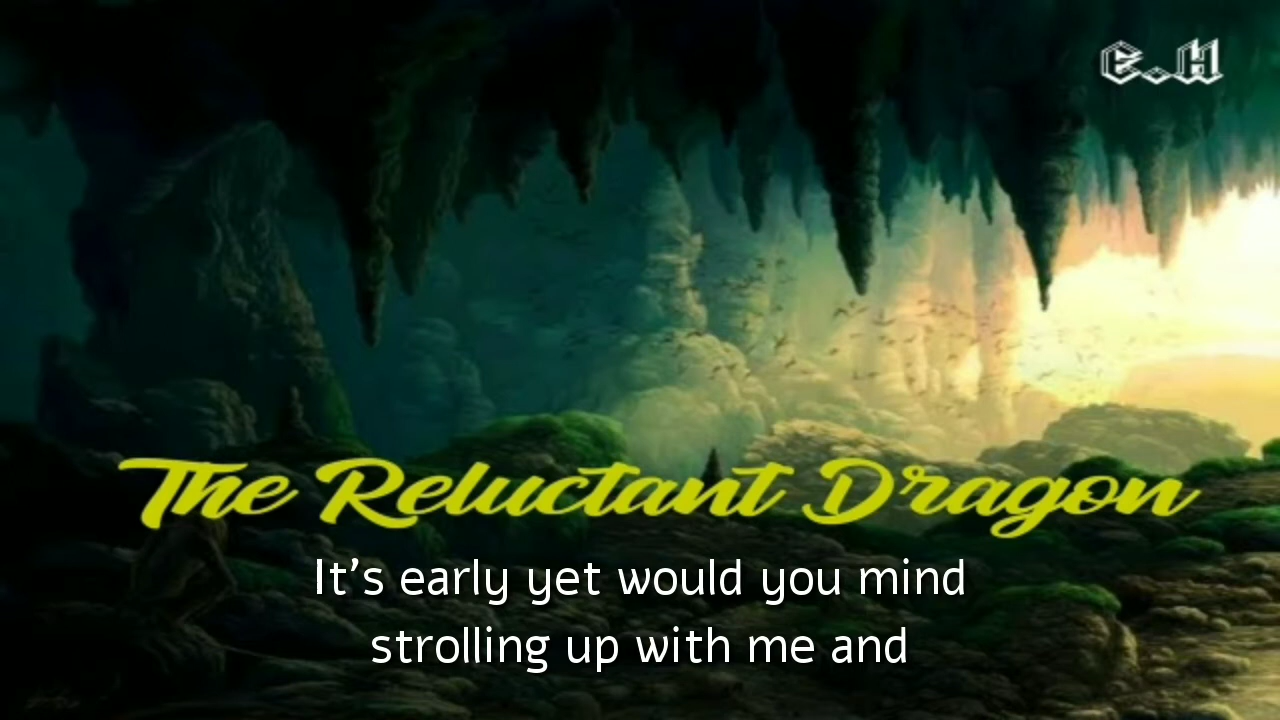 C.H
The Reluctant Dragon
It's early yet would you mind
strolling up with me and